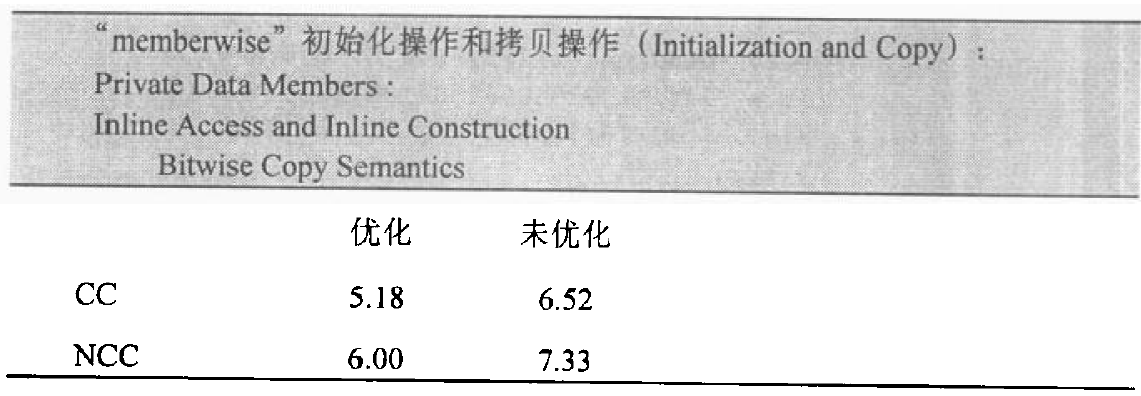 “memberwise”初始化操作和拷贝操作（Initialization and Copy）：
Private Data Members :
Inline Access and Inline Construction
Bitwise Copy Semantics
优化 未优化
CC 5.18 6.52
NCC 6.00 7.33